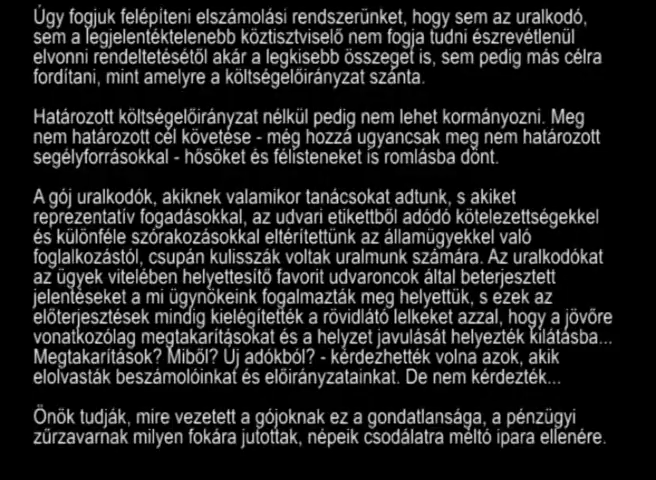 Úgy fogjuk felépíteni elszámolási rendszerünket, hogy sem az uralkodó,
sem a legjelentéktelenebb köztisztviselő nem fogja tudni észrevétlenül
elvonni rendeltetésétől akár a legkisebb összeget is, sem pedig más célra
fordítani, mint amelyre a költségelőirányzat szánta.
Határozott költségelőirányzat nélkül pedig nem lehet kormányozni. Meg
nem határozott cél követése - még hozzá ugyancsak meg nem határozott
segélyforrásokkal - hősöket és félisteneket is romlásba dönt.
A gój uralkodók, akiknek valamikor tanácsokat adtunk, s akiket
reprezentatív fogadásokkal, az udvari etikettből adódó kötelezettségekkel
és különféle szórakozásokkal eltérítettünk az államügyekkel való
foglalkozástól, csupán kulisszák voltak uralmunk számára. Az uralkodókat
az ügyek vitelében helyettesítő favorit udvaroncok által beterjesztett
jelentéseket a mi ügynökeink fogalmazták meg helyettük, s ezek az
előterjesztések mindig kielégítették a rövidlátó lelkeket azzal, hogy a jövőre
vonatkozólag megtakarításokat és a helyzet javulását helyezték kilátásba...
Megtakarítások? Miből? Új adókból? - kérdezhették volna azok, akik
elolvasták beszámolóinkat és előirányzatainkat. De nem kérdezték...
Önök tudják, mire vezetett a gójoknak ez a gondatlansága, a pénzügyi
zűrzavarnak milyen fokára jutottak, népeik csodálatra méltó ipara ellenére.